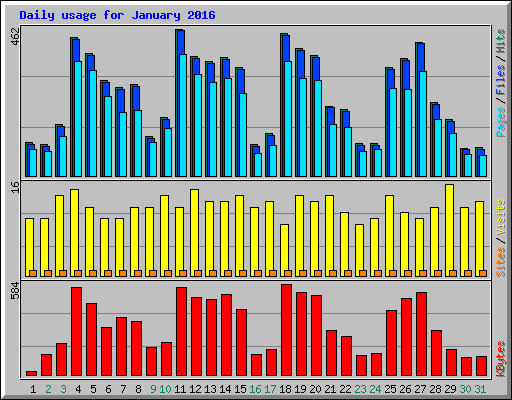 Daily usage for January 2016
462
Pages / Files / Hits
16
Sites / Visits
584
KBytes
1 2 3 4 5 6 7 8 9 10 11 12 13 14 15 16 17 18 19 20 21 22 23 24 25 26 27 28 29 30 31